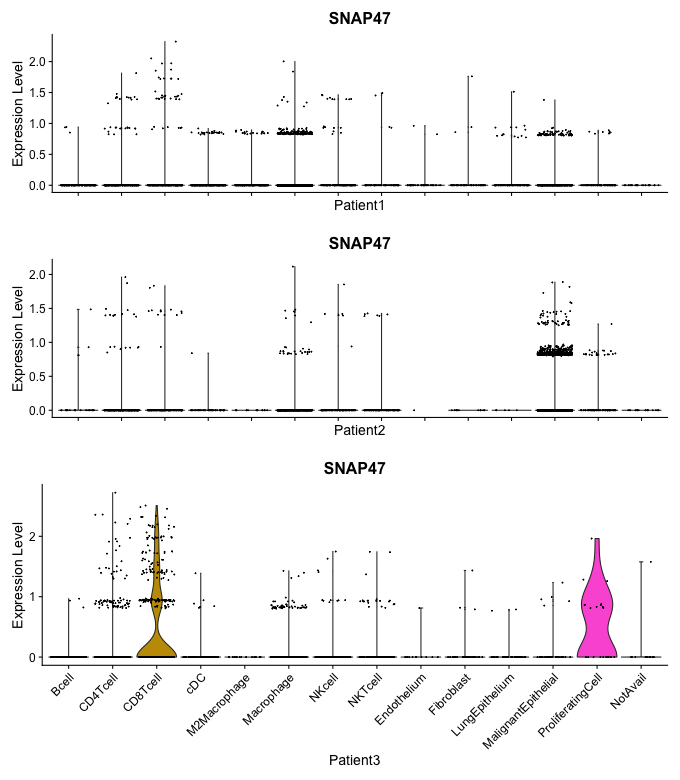 SNAP47
Expression Level
2.0
1.5
1.0
0.5
0.0
Patient1
SNAP47
Expression Level
2.0
1.5
1.0
0.5
0.0
Patient2
SNAP47
Expression Level
2
1
0
Bcell
CD4Tcell
CD8Tcell
cDC
M2Macrophage
Macrophage
NKcell
NKTcell
Endothelium
Fibroblast
LungEpithelium
MalignantEpithelial
ProliferatingCell
NotAvail
Patient3